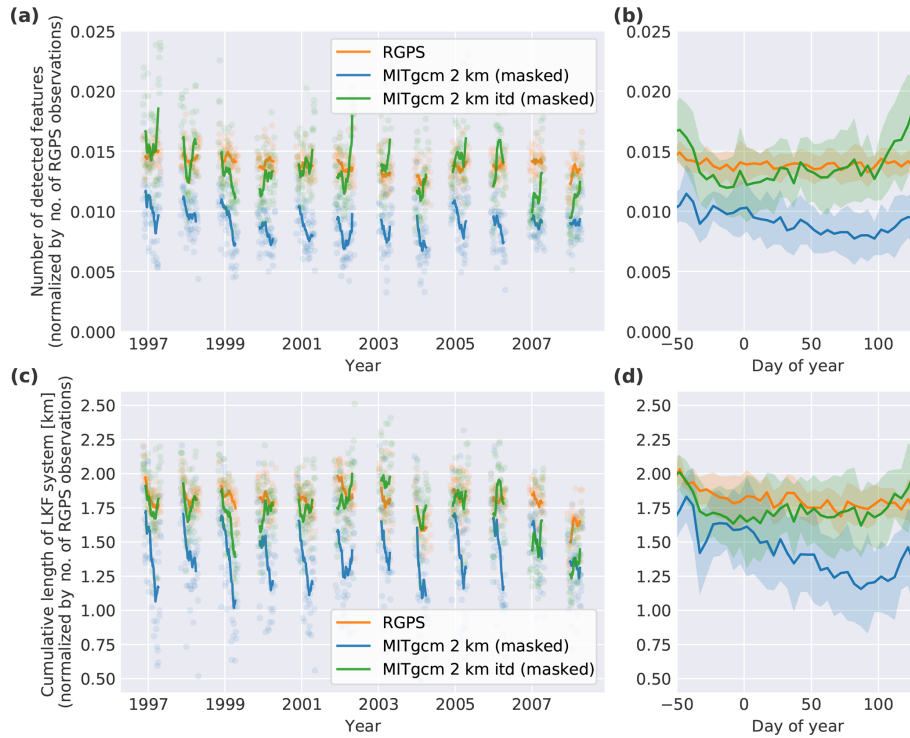 (a)
Number of detected features
(normalized by no. of RGPS observations)
0.025
0.020
0.015
0.010
0.005
0.000
RGPS
MITgcm 2 km (masked)
MITgcm 2 km itd (masked)
1997 1999 2001 2003 2005 2007
Year
(b)
0.025
0.020
0.015
0.010
0.005
0.000
−50 0 50 100
Day of year
(c)
Cumulative length of LKF system [km]
(normalized by no. of RGPS observations)
2.50
2.25
2.00
1.75
1.50
1.25
1.00
0.75
0.50
RGPS
MITgcm 2 km (masked)
MITgcm 2 km itd (masked)
1997 1999 2001 2003 2005 2007
Year
(d)
2.50
2.25
2.00
1.75
1.50
1.25
1.00
0.75
0.50
−50 0 50 100
Day of year